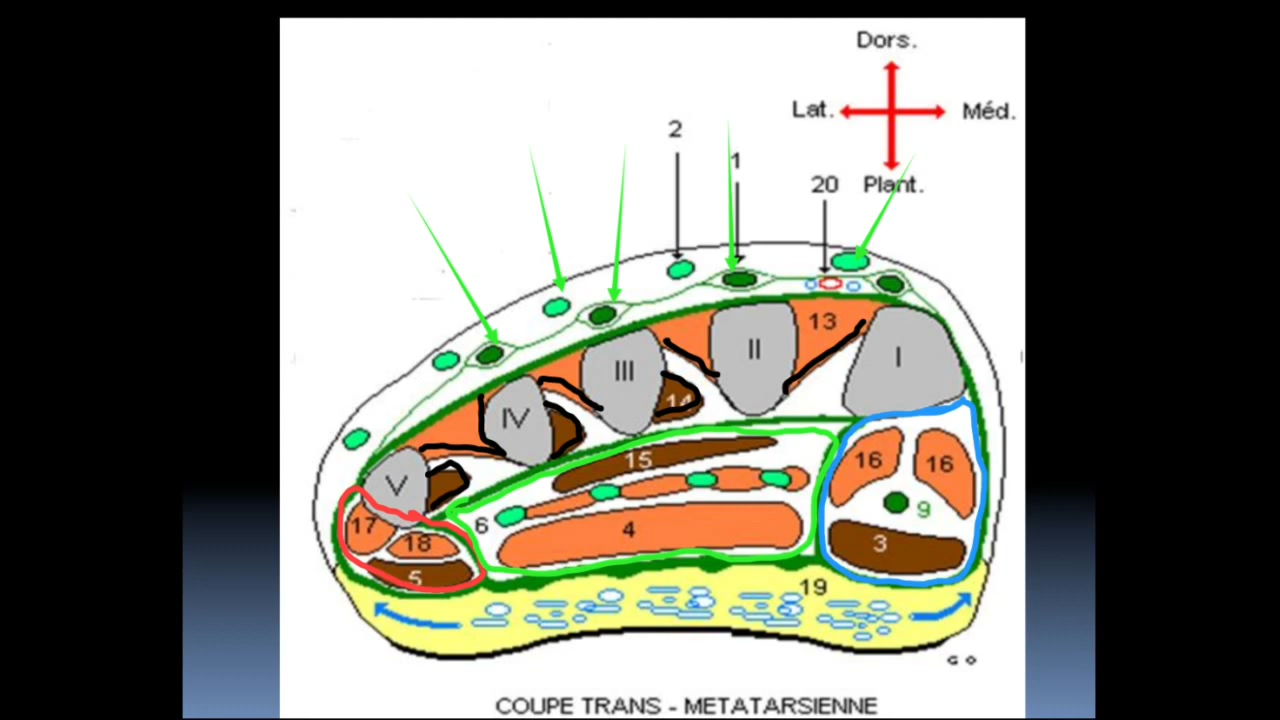 Dors.
Lat. Méd.
2
1
20 Plant.
13
II
I
III
14
IV
15
16 16
V
9
17 6
4
18
3
5
19
G O
COUPE TRANS - METATARSIENNE